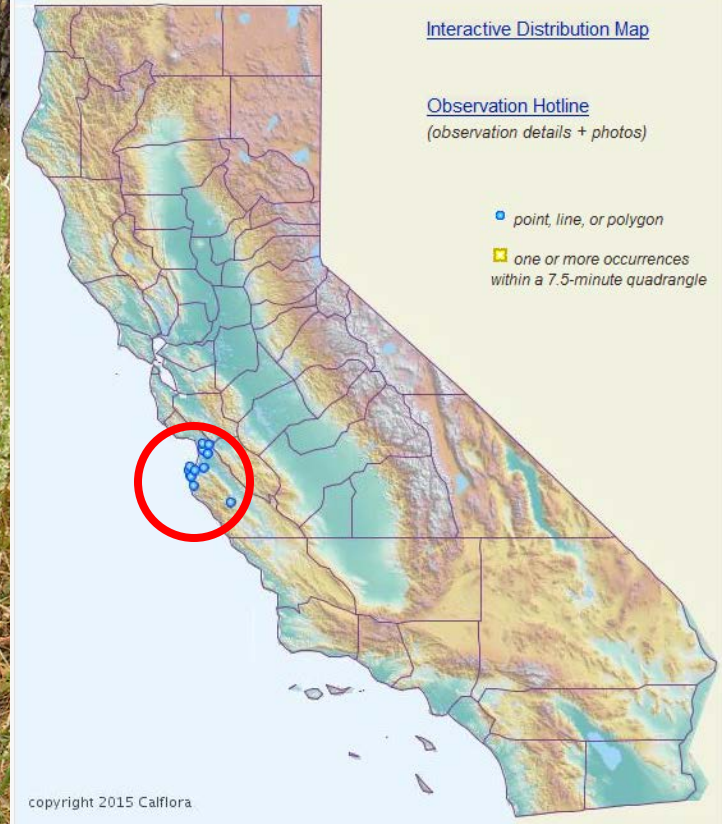 Interactive Distribution Map
Observation Hotline
(observation details + photos)
point, line, or polygon
one or more occurrences
within a 7.5-minute quadrangle
copyright 2015 Calflora